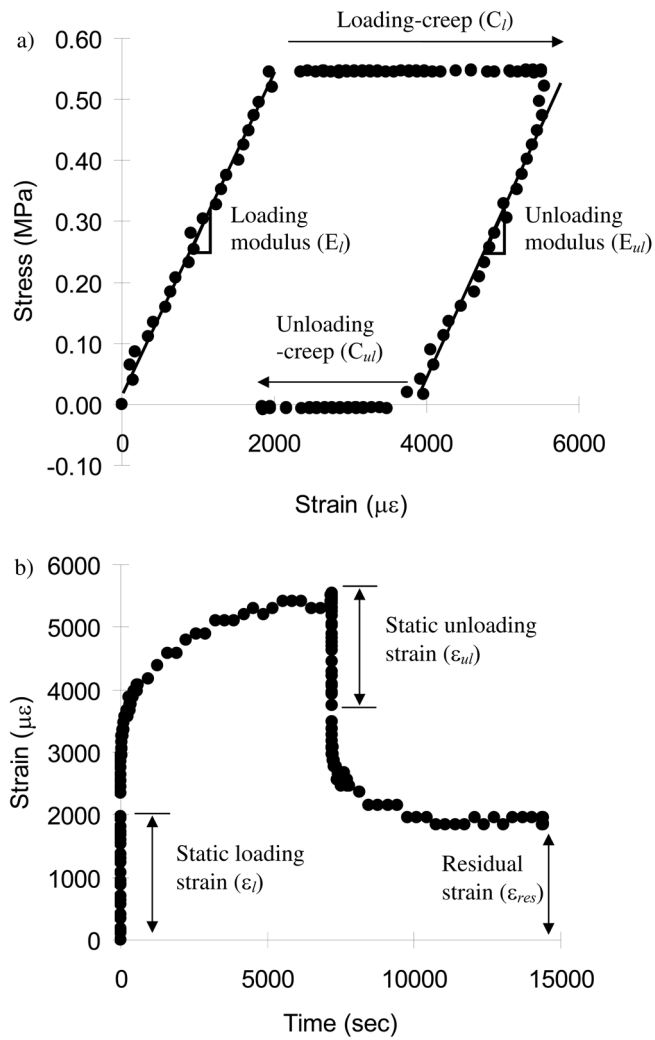 a)
Loading-creep (Cl)
0.60
0.50
0.40
0.30
0.20
0.10
0.00
-0.10
Stress (MPa)
Loading
modulus (El)
Unloading
modulus (Eul)
Unloading
-creep (Cul)
0 2000 4000 6000
Strain (με)
b)
6000
5000
4000
3000
2000
1000
0
Strain (με)
Static unloading
strain (εul)
Static loading
strain (εl)
Residual
strain (εres)
0 5000 10000 15000
Time (sec)